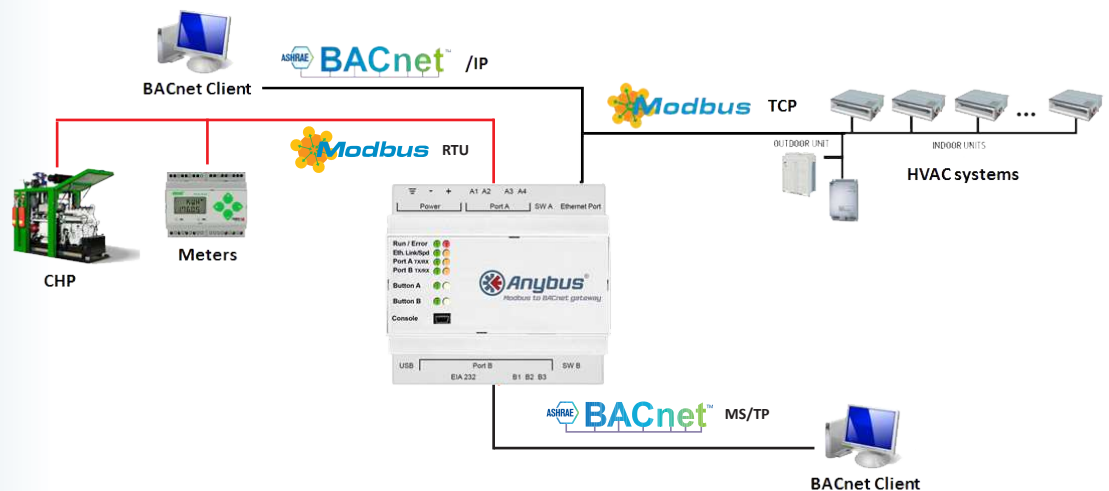 ASHRAE BACnet™ /IP
BACnet Client
Modbus TCP
Modbus RTU
OUTDOOR UNIT
INDOOR UNITS
...
HVAC systems
CHP
Meters
- + A1 A2 A3 A4
Power Port A SW A Ethernet Port
Run / Error
Eth. Link/Spd
Port A TX/RX
Port B TX/RX
Button A
Button B
Console
Anybus®
Modbus to BACnet gateway
USB Port B SW B
EIA 232 B1 B2 B3
ASHRAE BACnet™ MS/TP
BACnet Client